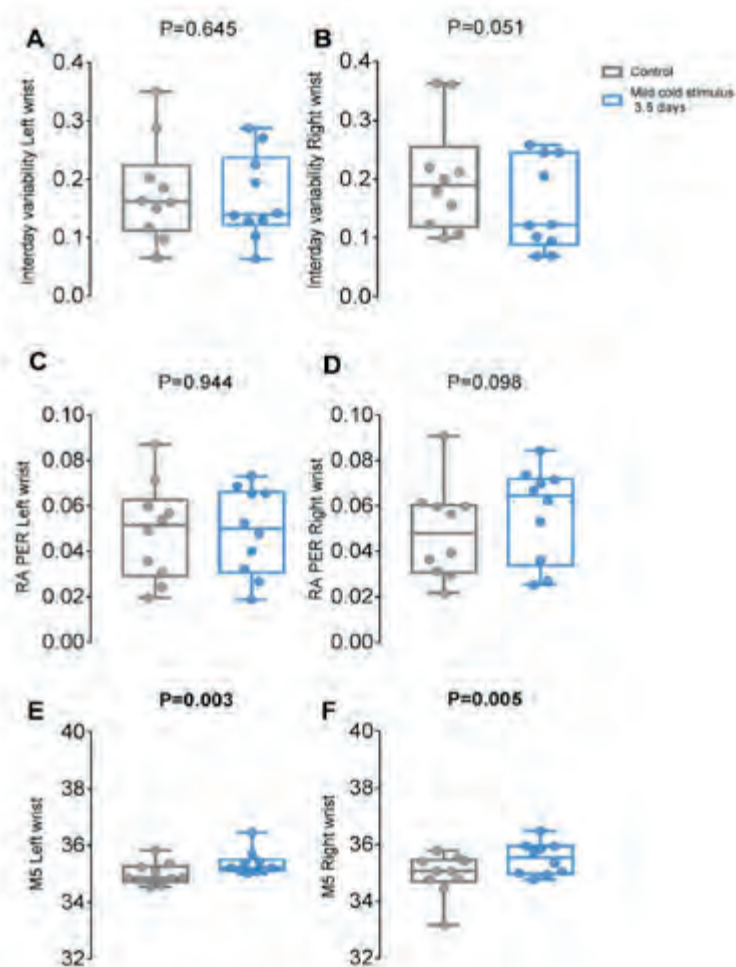 A
P=0.645
Interday variability Left wrist
0.4
0.3
0.2
0.1
0.0
B
P=0.051
Interday variability Right wrist
0.4
0.3
0.2
0.1
0.0
Control
Mild cold stimulus
3.5 days
C
P=0.944
RA PER Left wrist
0.10
0.08
0.06
0.04
0.02
0.00
D
P=0.098
RA PER Right wrist
0.10
0.08
0.06
0.04
0.02
0.00
E
P=0.003
M5 Left wrist
40
38
36
34
32
F
P=0.005
M5 Right wrist
40
38
36
34
32